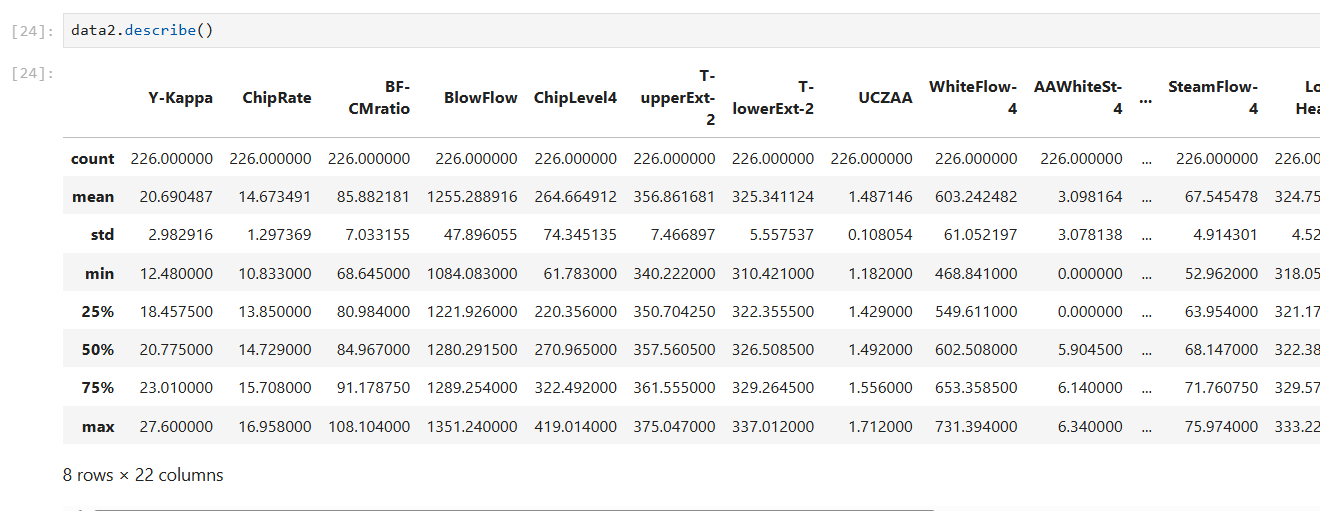 [24]: data2.describe()
[24]:
Y-Kappa ChipRate BF-CMratio BlowFlow ChipLevel4 T-upperExt-2 T-lowerExt-2 UCZAA WhiteFlow-4 AAWhiteSt-4 ... SteamFlow-4 Lo Hea
count 226.000000 226.000000 226.000000 226.000000 226.000000 226.000000 226.000000 226.000000 226.000000 226.000000 ... 226.000000 226.00
mean 20.690487 14.673491 85.882181 1255.288916 264.664912 356.861681 325.341124 1.487146 603.242482 3.098164 ... 67.545478 324.75
std 2.982916 1.297369 7.033155 47.896055 74.345135 7.466897 5.557537 0.108054 61.052197 3.078138 ... 4.914301 4.52
min 12.480000 10.833000 68.645000 1084.083000 61.783000 340.222000 310.421000 1.182000 468.841000 0.000000 ... 52.962000 318.05
25% 18.457500 13.850000 80.984000 1221.926000 220.356000 350.704250 322.355500 1.429000 549.611000 0.000000 ... 63.954000 321.17
50% 20.775000 14.729000 84.967000 1280.291500 270.965000 357.560500 326.508500 1.492000 602.508000 5.904500 ... 68.147000 322.38
75% 23.010000 15.708000 91.178750 1289.254000 322.492000 361.555000 329.264500 1.556000 653.358500 6.140000 ... 71.760750 329.57
max 27.600000 16.958000 108.104000 1351.240000 419.014000 375.047000 337.012000 1.712000 731.394000 6.340000 ... 75.974000 333.22
8 rows × 22 columns